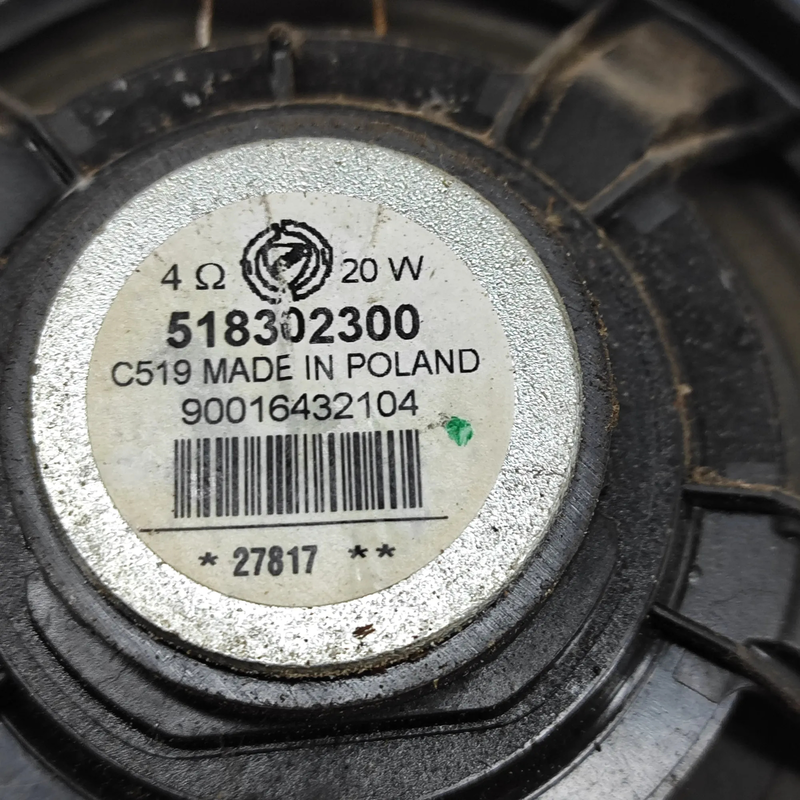 4 Ω 20 W
518302300
C519 MADE IN POLAND
90016432104
* 27817 **